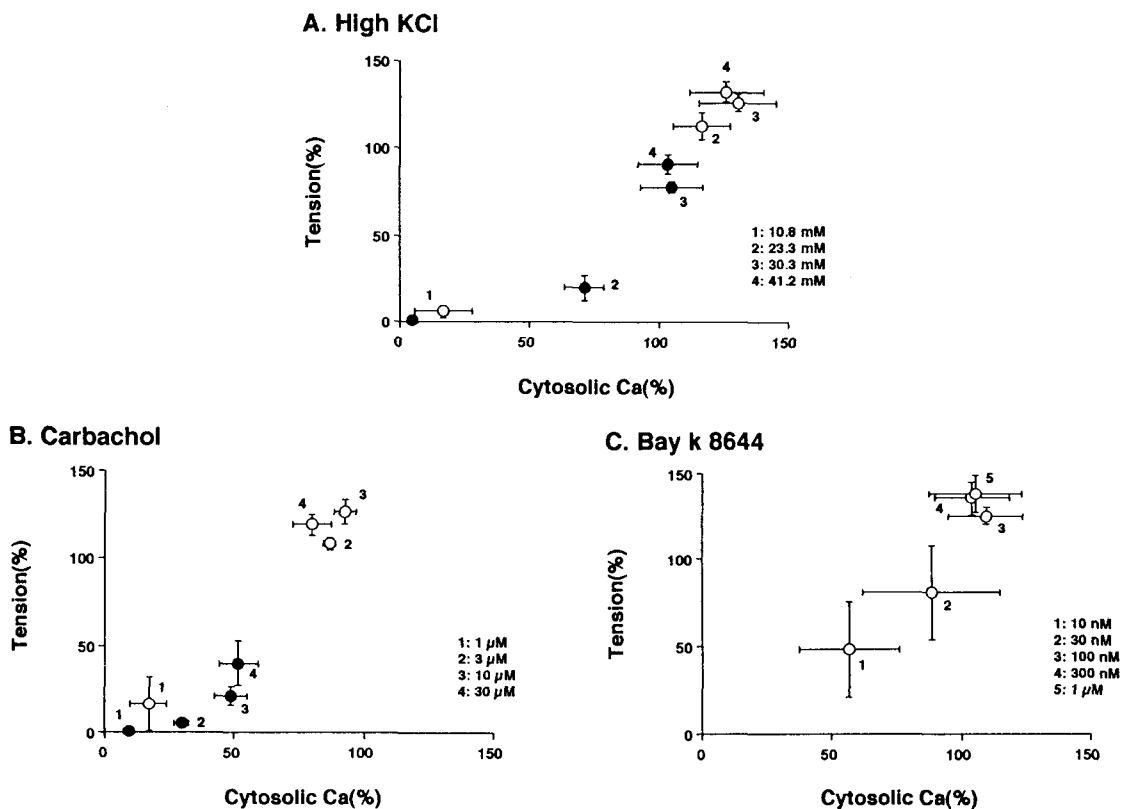 A. High KCl
150
100
50
0
Tension(%)
4
3
2
4
3
2
1
1: 10.8 mM
2: 23.3 mM
3: 30.3 mM
4: 41.2 mM
0
50
100
150
Cytosolic Ca(%)
B. Carbachol
150
100
50
0
Tension(%)
4
3
2
4
3
1
1
2
1: 1 µM
2: 3 µM
3: 10 µM
4: 30 µM
0
50
100
150
Cytosolic Ca(%)
C. Bay k 8644
150
100
50
0
Tension(%)
5
4
3
2
1
1: 10 nM
2: 30 nM
3: 100 nM
4: 300 nM
5: 1 µM
0
50
100
150
Cytosolic Ca(%)